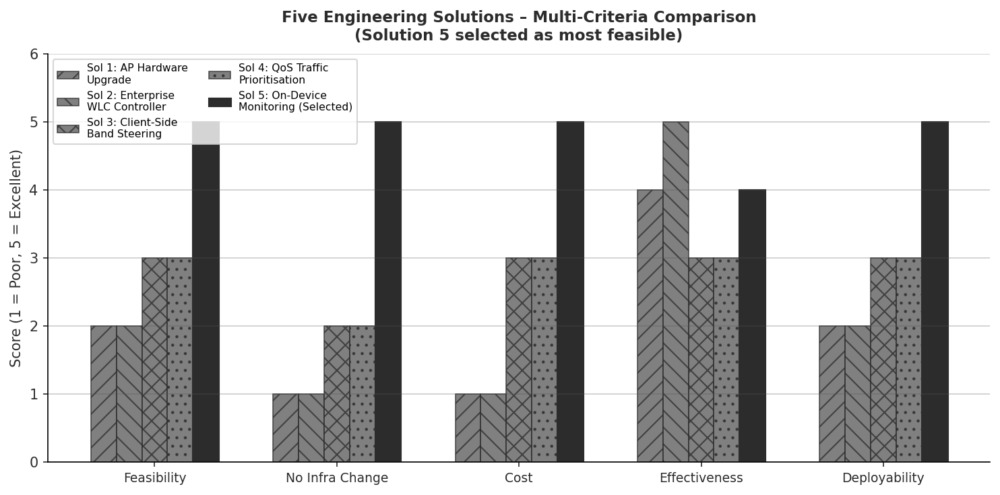 Five Engineering Solutions – Multi-Criteria Comparison
(Solution 5 selected as most feasible)
Score (1 = Poor, 5 = Excellent)
6
5
4
3
2
1
0
Sol 1: AP Hardware
Upgrade
Sol 2: Enterprise
WLC Controller
Sol 3: Client-Side
Band Steering
Sol 4: QoS Traffic
Prioritisation
Sol 5: On-Device
Monitoring (Selected)
Feasibility
No Infra Change
Cost
Effectiveness
Deployability